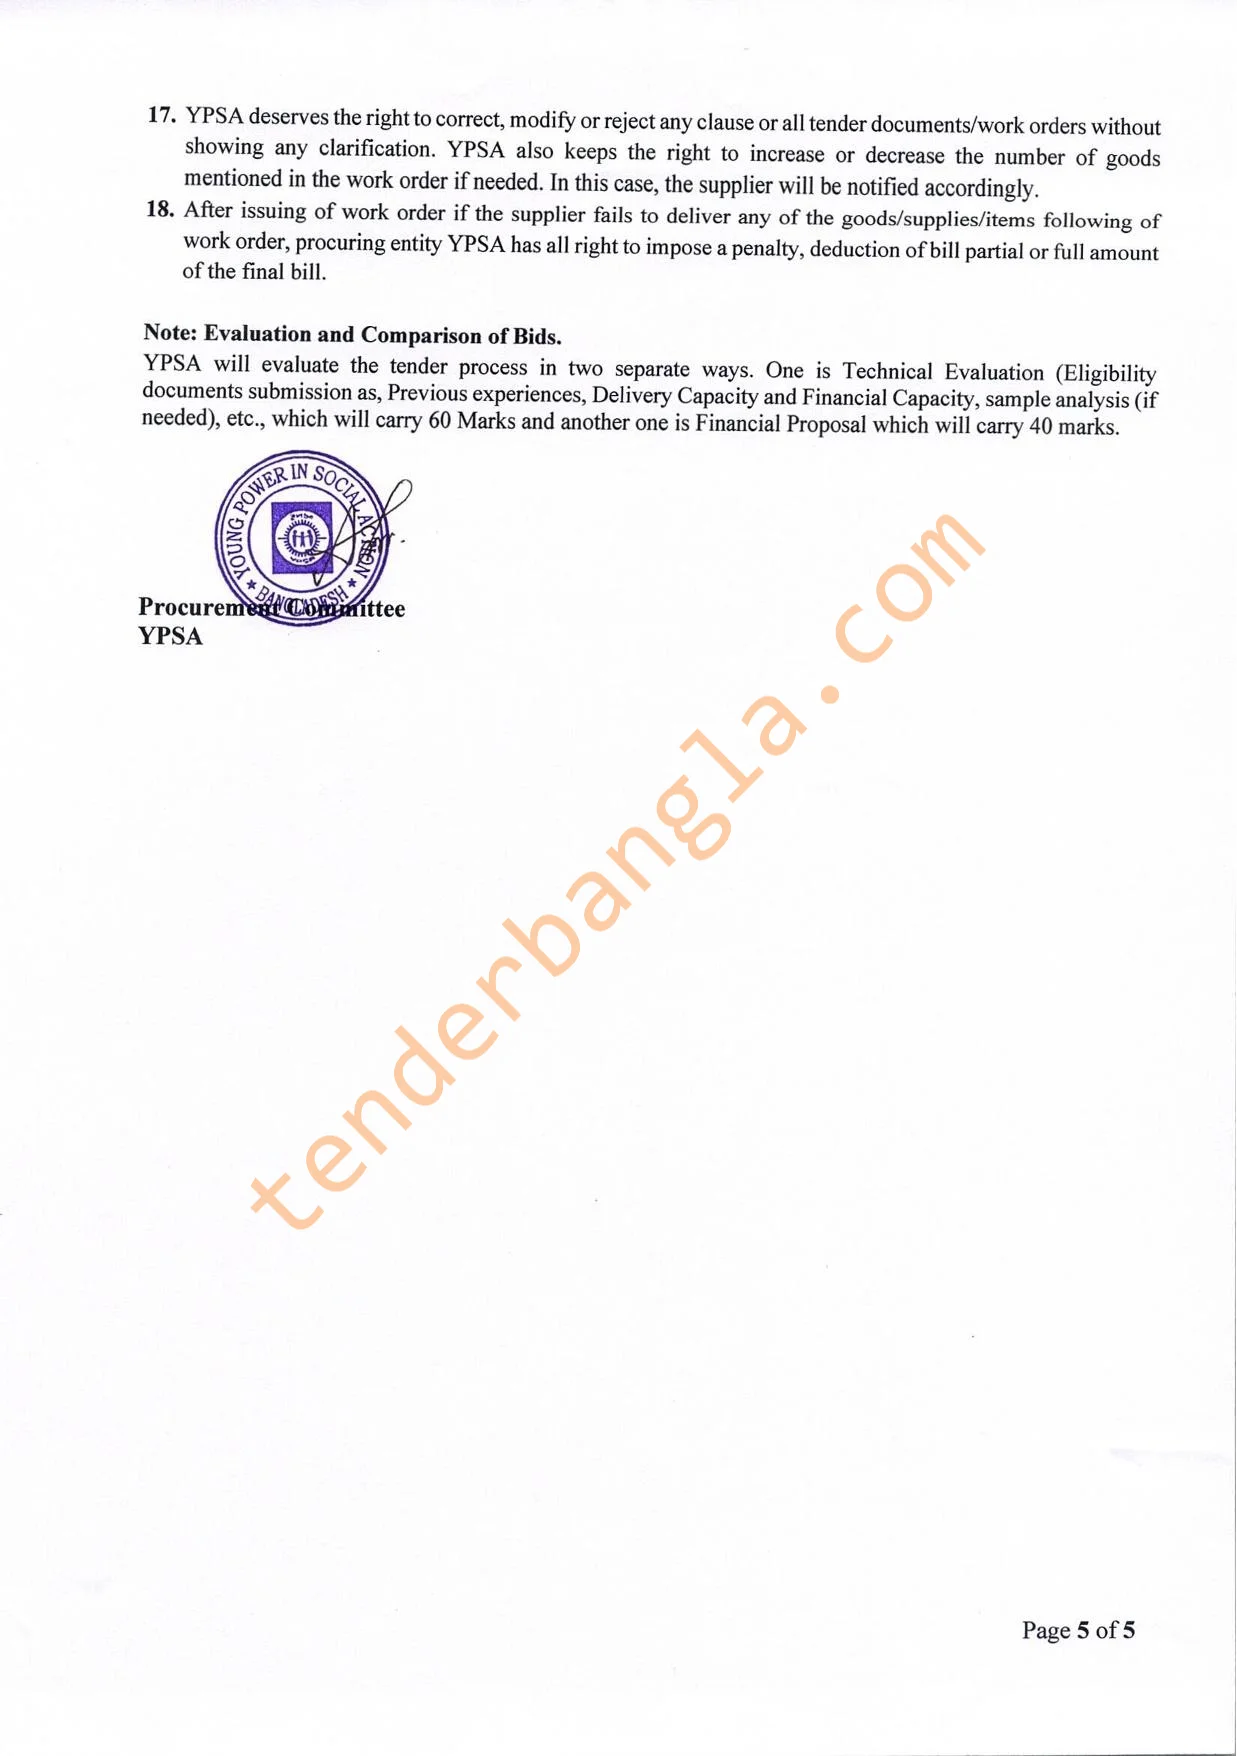 17. YPSA deserves the right to correct, modify or reject any clause or all tender documents/work orders without
showing any clarification. YPSA also keeps the right to increase or decrease the number of goods
mentioned in the work order if needed. In this case, the supplier will be notified accordingly.
18. After issuing of work order if the supplier fails to deliver any of the goods/supplies/items following of
work order, procuring entity YPSA has all right to impose a penalty, deduction of bill partial or full amount
of the final bill.
Note: Evaluation and Comparison of Bids.
YPSA will evaluate the tender process in two separate ways. One is Technical Evaluation (Eligibility
documents submission as, Previous experiences, Delivery Capacity and Financial Capacity, sample analysis (if
needed), etc., which will carry 60 Marks and another one is Financial Proposal which will carry 40 marks.
YOUNG POWER IN SOCIAL ACTION
★ BANGLADESH ★
Procurement Committee
YPSA
tenderbangla.com
Page 5 of 5